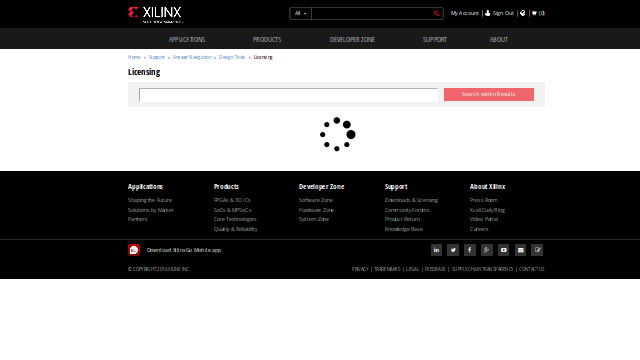 XILINX
All
My Account | Sign Out | | (0)
APPLICATIONS PRODUCTS DEVELOPER ZONE SUPPORT ABOUT
Home > Support > Answer Navigation > Design Tools > Licensing
Licensing
Search within Results
Applications Products Developer Zone Support About Xilinx
Shaping the Future FPGAs & 3D ICs Software Zone Downloads & Licensing Press Room
Solutions by Market SoCs & MPSoCs Hardware Zone Community Forums Xcell Daily Blog
Partners Core Technologies System Zone Product Return Video Portal
Quality & Reliability Knowledge Base Careers
Download XilinxGo Mobile app
© COPYRIGHT 2016 XILINX INC. PRIVACY | TRADEMARKS | LEGAL | FEEDBACK | SUPPLY CHAIN TRANSPARENCY | CONTACT US